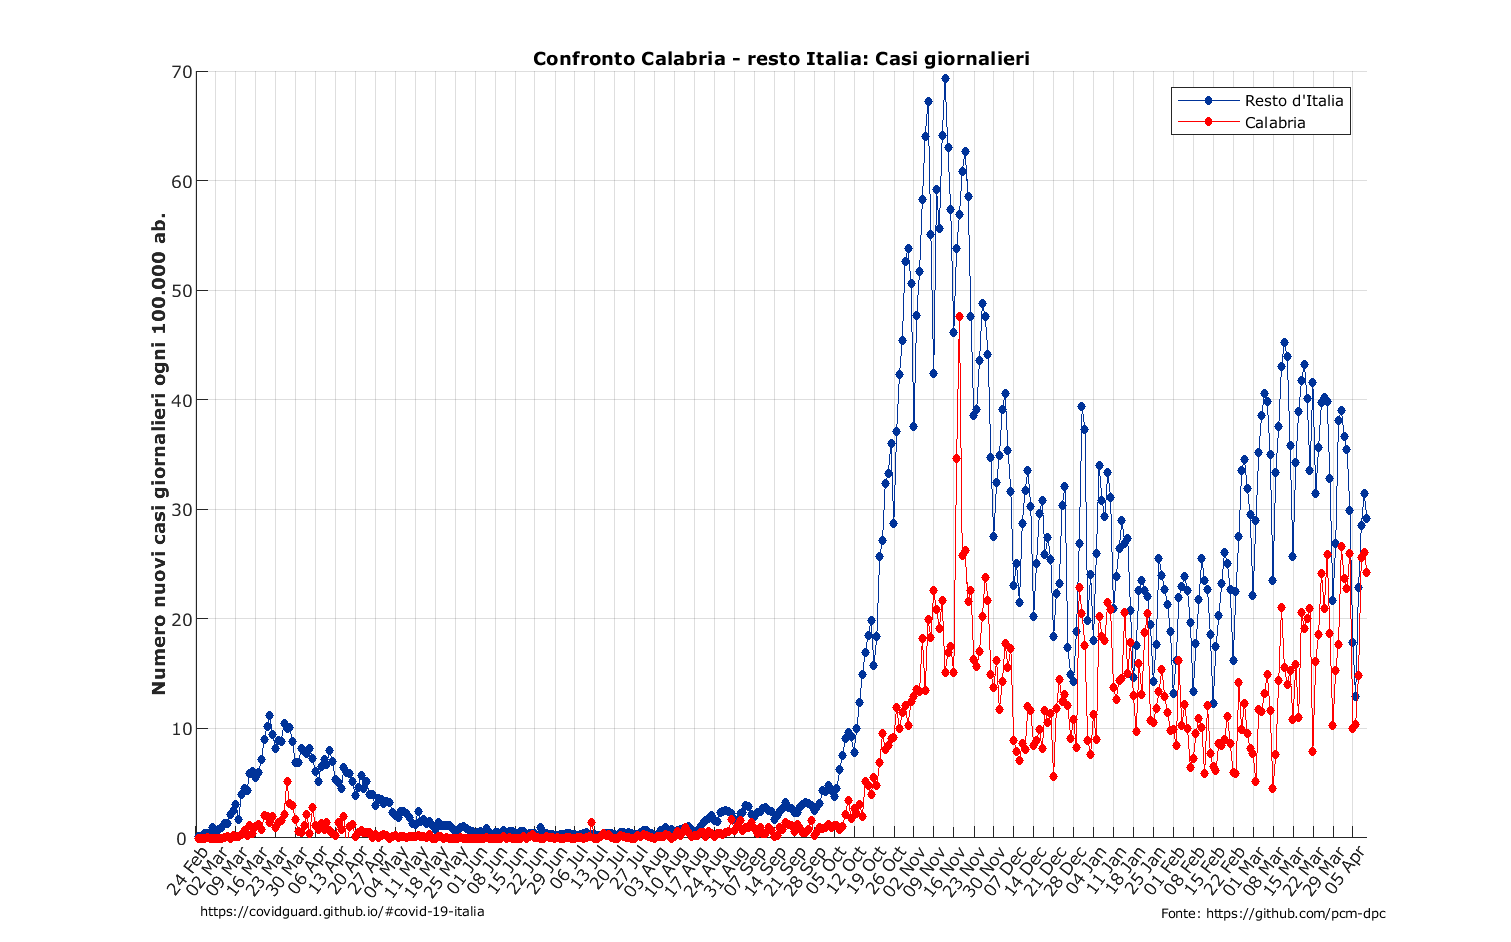 Confronto Calabria - resto Italia: Casi giornalieri
Resto d'Italia
Calabria
Numero nuovi casi giornalieri ogni 100.000 ab.
70
60
50
40
30
20
10
0
24 Feb
02 Mar
09 Mar
16 Mar
23 Mar
30 Mar
06 Apr
13 Apr
20 Apr
27 Apr
04 May
11 May
18 May
25 May
01 Jun
08 Jun
15 Jun
22 Jun
29 Jun
06 Jul
13 Jul
20 Jul
27 Jul
03 Aug
10 Aug
17 Aug
24 Aug
31 Aug
07 Sep
14 Sep
21 Sep
28 Sep
05 Oct
12 Oct
19 Oct
26 Oct
02 Nov
09 Nov
16 Nov
23 Nov
30 Nov
07 Dec
14 Dec
21 Dec
28 Dec
04 Jan
11 Jan
18 Jan
25 Jan
01 Feb
08 Feb
15 Feb
22 Feb
01 Mar
08 Mar
15 Mar
22 Mar
29 Mar
05 Apr
https://covidguard.github.io/#covid-19-italia
Fonte: https://github.com/pcm-dpc